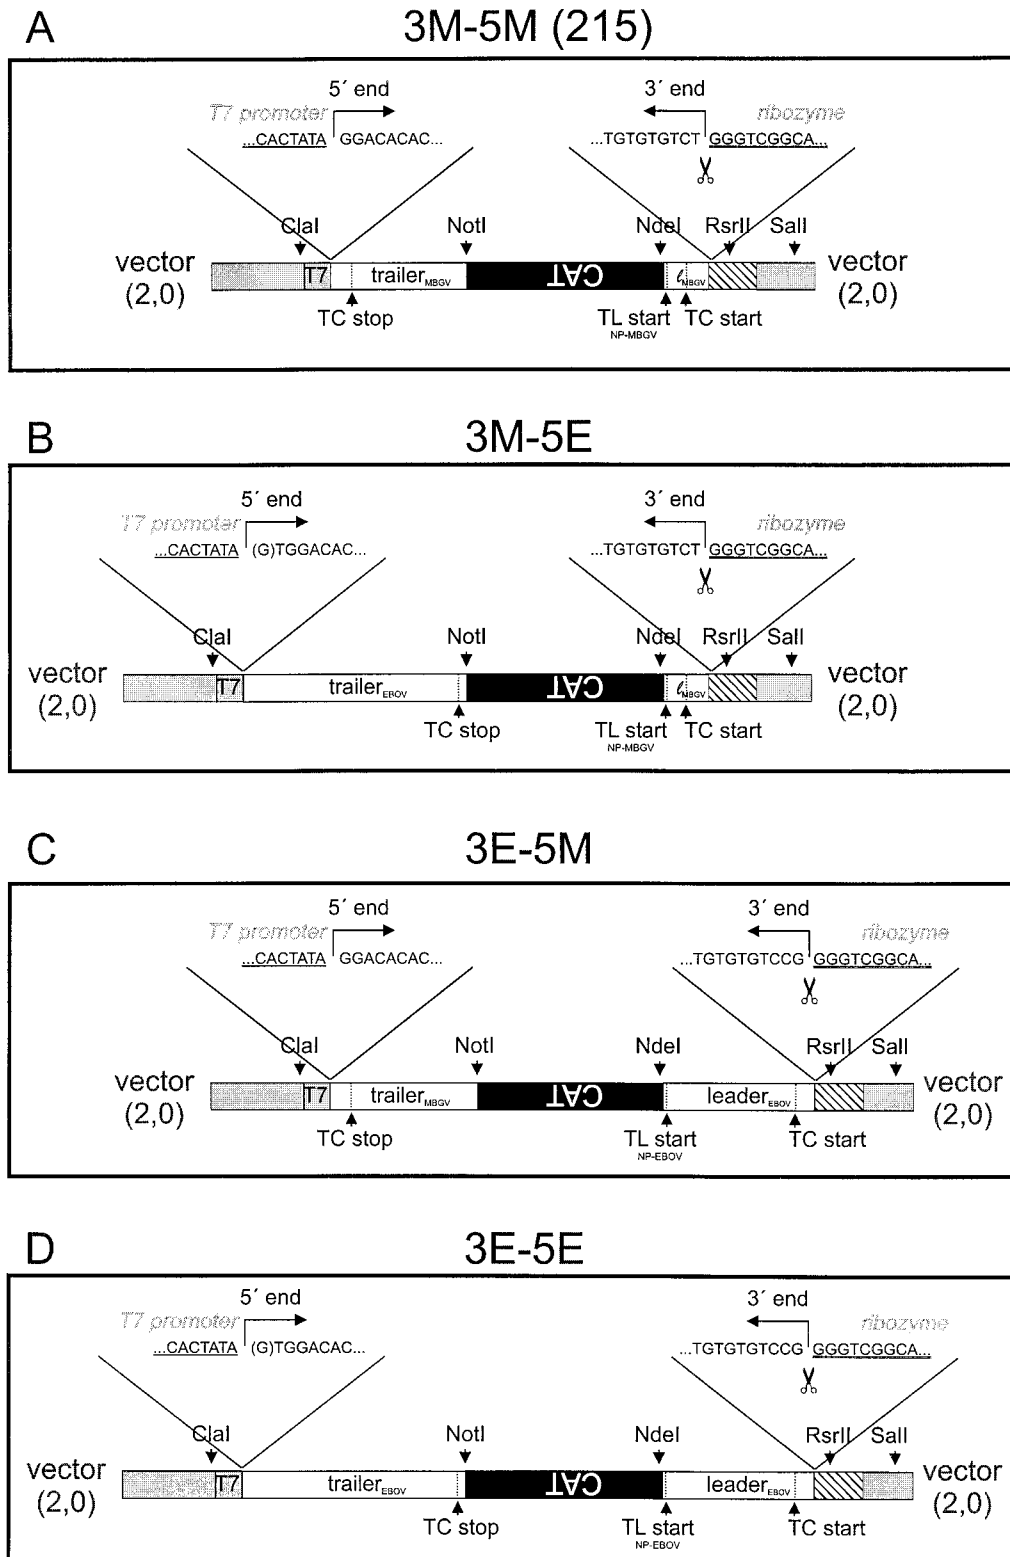 A
3M-5M (215)
5´ end
3´ end
T7 promoter
ribozyme
...CACTATA GGACACAC...
...TGTGTGTCT GGGTCGGCA...
ClaI NotI NdeI RsrII SalI
vector (2,0)
T7 trailerMBGV CAT ℓMBGV
vector (2,0)
TC stop TL start TC start
NP-MBGV
B
3M-5E
5´ end
3´ end
T7 promoter
ribozyme
...CACTATA (G)TGGACAC...
...TGTGTGTCT GGGTCGGCA...
ClaI NotI NdeI RsrII SalI
vector (2,0)
T7 trailerEBOV CAT ℓMBGV
vector (2,0)
TC stop TL start TC start
NP-MBGV
C
3E-5M
5´ end
3´ end
T7 promoter
ribozyme
...CACTATA GGACACAC...
...TGTGTGTCCG GGGTCGGCA...
ClaI NotI NdeI RsrII SalI
vector (2,0)
T7 trailerMBGV CAT leaderEBOV
vector (2,0)
TC stop TL start TC start
NP-EBOV
D
3E-5E
5´ end
3´ end
T7 promoter
ribozyme
...CACTATA (G)TGGACAC...
...TGTGTGTCCG GGGTCGGCA...
ClaI NotI NdeI RsrII SalI
vector (2,0)
T7 trailerEBOV CAT leaderEBOV
vector (2,0)
TC stop TL start TC start
NP-EBOV